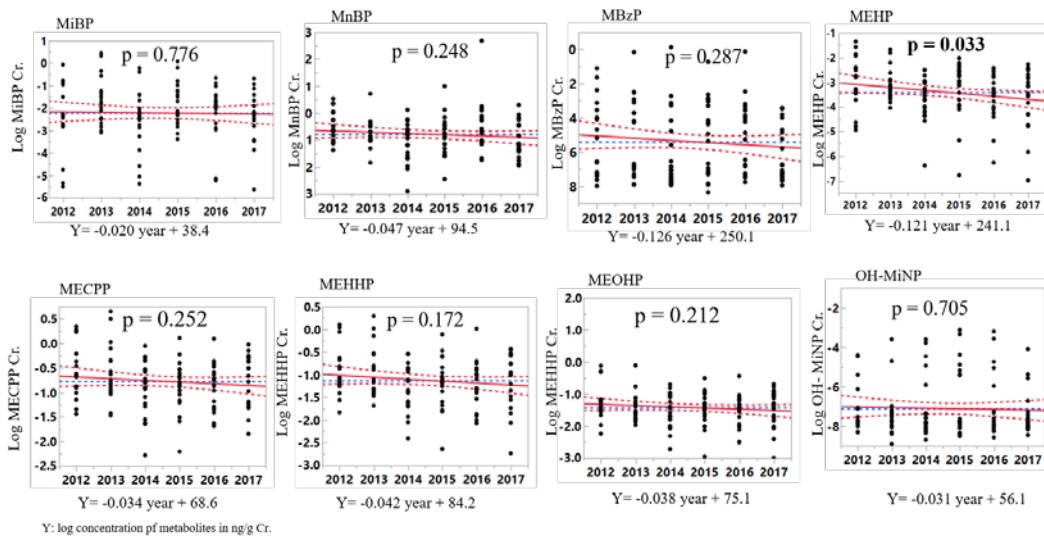 MiBP
p = 0.776
Log MiBP Cr.
1
0
-1
-2
-3
-4
-5
-6
2012 2013 2014 2015 2016 2017
Y= -0.020 year + 38.4
MnBP
p = 0.248
Log MnBP Cr.
3
2
1
0
1
3
2012 2013 2014 2015 2016 2017
Y= -0.047 year + 94.5
MBzP
p = 0.287
Log MBzP Cr.
0
2
4
6
8
2012 2013 2014 2015 2016 2017
Y= -0.126 year + 250.1
MEHP
p = 0.033
Log MEHP Cr.
-1
-2
-3
-4
-5
-6
-7
2012 2013 2014 2015 2016 2017
Y= -0.121 year + 241.1
MECPP
p = 0.252
Log MECPP Cr.
0.5
0.0
-0.5
-1.0
-1.5
-2.0
-2.5
2012 2013 2014 2015 2016 2017
Y= -0.034 year + 68.6
MEHHP
p = 0.172
Log MEHHP Cr.
0.5
0.0
-0.5
-1.0
-1.5
-2.0
-2.5
-3.0
2012 2013 2014 2015 2016 2017
Y= -0.042 year + 84.2
MEOHP
p = 0.212
Log MEHHP Cr.
2.0
1.0
0.0
-1.0
-2.0
-3.0
2012 2013 2014 2015 2016 2017
Y= -0.038 year + 75.1
OH-MiNP
p = 0.705
Log OH- MiNP Cr.
-2
-4
-6
-8
2012 2013 2014 2015 2016 2017
Y= -0.031 year + 56.1
Y: log concentration pf metabolites in ng/g Cr.